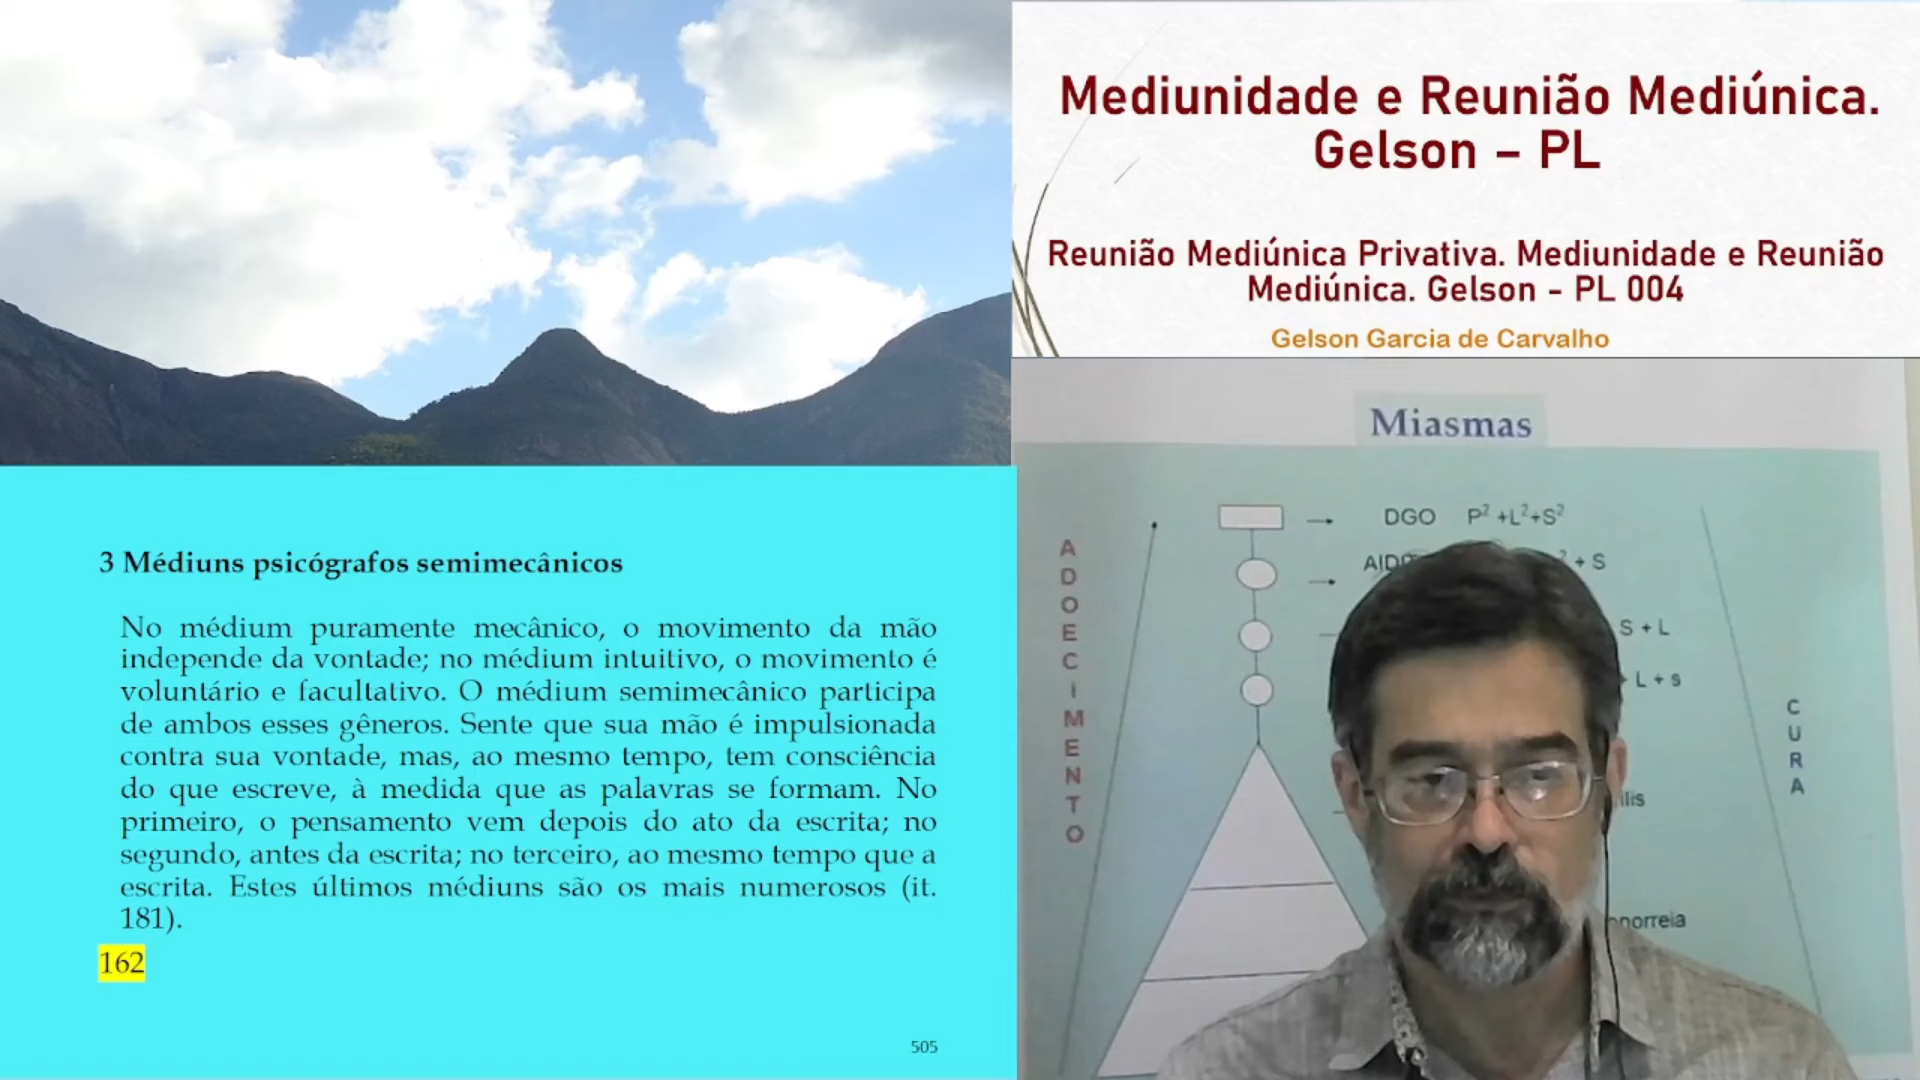 Mediunidade e Reunião Mediúnica.
Gelson – PL
Reunião Mediúnica Privativa. Mediunidade e Reunião
Mediúnica. Gelson - PL 004
Gelson Garcia de Carvalho
3 Médiuns psicógrafos semimecânicos
No médium puramente mecânico, o movimento da mão
independe da vontade; no médium intuitivo, o movimento é
voluntário e facultativo. O médium semimecânico participa
de ambos esses gêneros. Sente que sua mão é impulsionada
contra sua vontade, mas, ao mesmo tempo, tem consciência
do que escreve, à medida que as palavras se formam. No
primeiro, o pensamento vem depois do ato da escrita; no
segundo, antes da escrita; no terceiro, ao mesmo tempo que a
escrita. Estes últimos médiuns são os mais numerosos (it.
181).
162
505
Miasmas
DGO P² +L²+S²
+ S
S + L
L + s
ADOECIMENTO
CURA